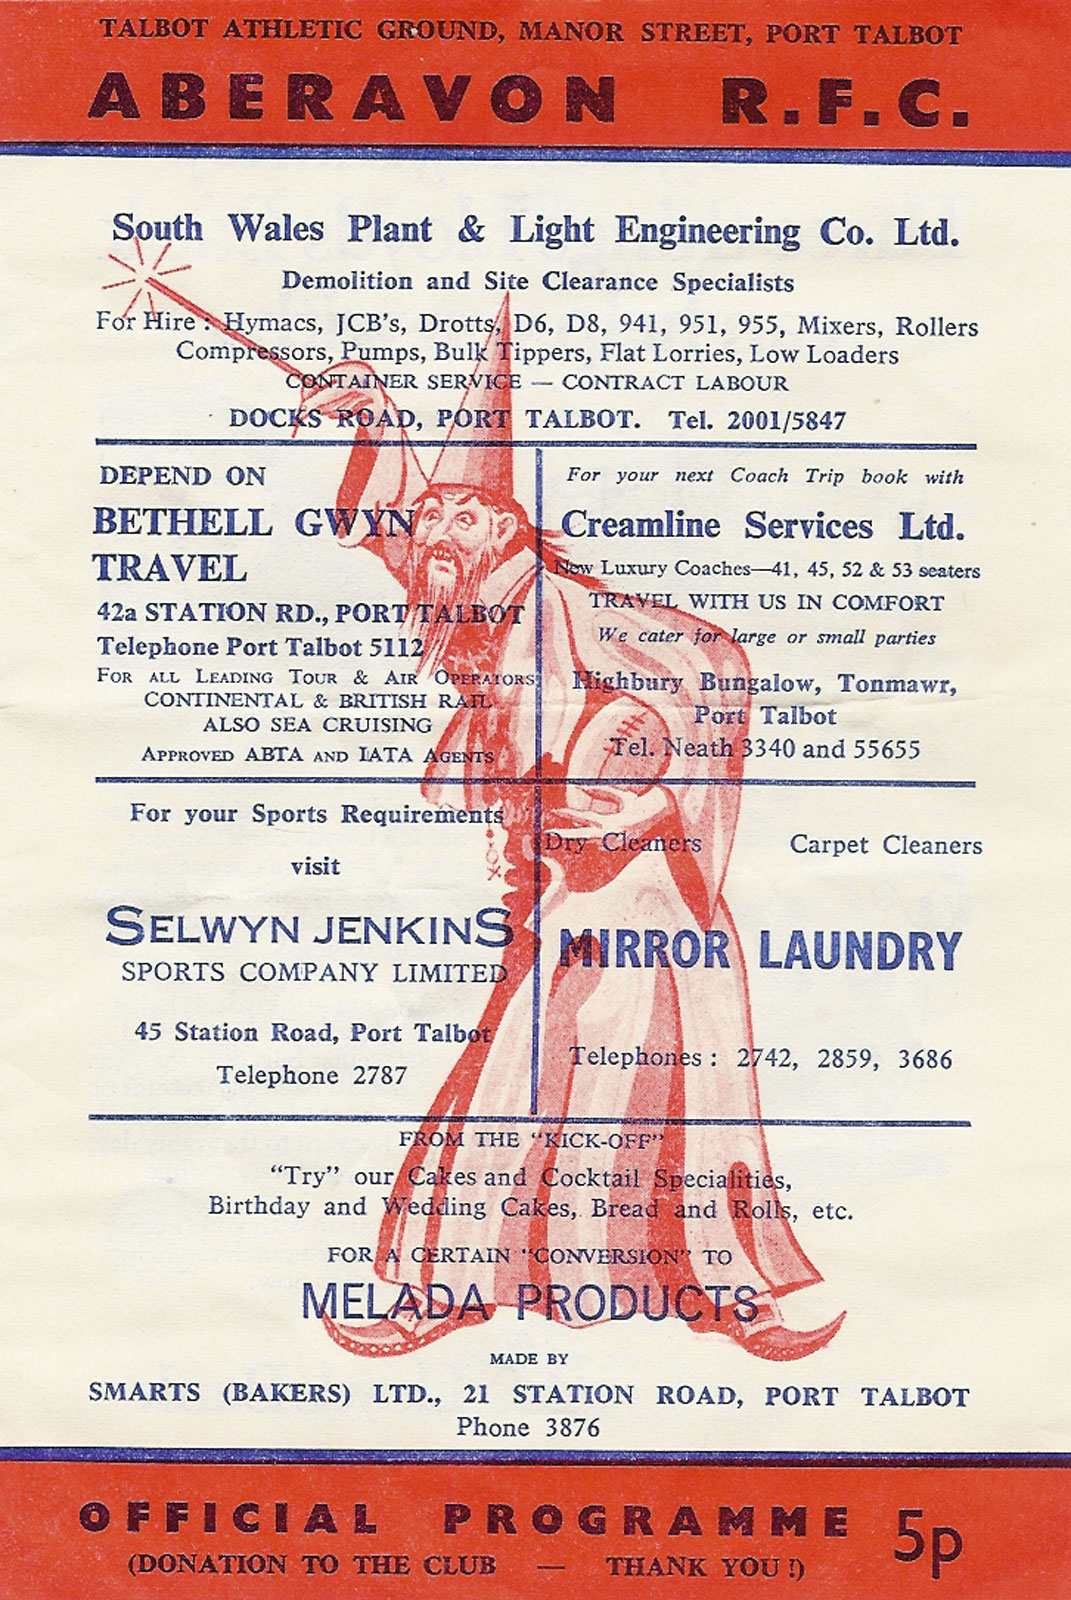 TALBOT ATHLETIC GROUND, MANOR STREET, PORT TALBOT
ABERAVON R.F.C.
South Wales Plant & Light Engineering Co. Ltd.
Demolition and Site Clearance Specialists
For Hire : Hymacs, JCB's, Drotts, D6, D8, 941, 951, 955, Mixers, Rollers
Compressors, Pumps, Bulk Tippers, Flat Lorries, Low Loaders
CONTAINER SERVICE — CONTRACT LABOUR
DOCKS ROAD, PORT TALBOT. Tel. 2001/5847
DEPEND ON
BETHELL GWYN
TRAVEL
42a STATION RD., PORT TALBOT
Telephone Port Talbot 5112
FOR ALL LEADING TOUR & AIR OPERATORS
CONTINENTAL & BRITISH RAIL
ALSO SEA CRUISING
APPROVED ABTA AND IATA AGENTS
For your next Coach Trip book with
Creamline Services Ltd.
New Luxury Coaches—41, 45, 52 & 53 seaters
TRAVEL WITH US IN COMFORT
We cater for large or small parties
Highbury Bungalow, Tonmawr,
Port Talbot
Tel. Neath 3340 and 55655
For your Sports Requirements
visit
SELWYN JENKINS
SPORTS COMPANY LIMITED
45 Station Road, Port Talbot
Telephone 2787
Dry Cleaners Carpet Cleaners
MIRROR LAUNDRY
Telephones : 2742, 2859, 3686
FROM THE "KICK-OFF"
"Try" our Cakes and Cocktail Specialities,
Birthday and Wedding Cakes, Bread and Rolls, etc.
FOR A CERTAIN "CONVERSION" TO
MELADA PRODUCTS
MADE BY
SMARTS (BAKERS) LTD., 21 STATION ROAD, PORT TALBOT
Phone 3876
OFFICIAL PROGRAMME 5p
(DONATION TO THE CLUB — THANK YOU !)